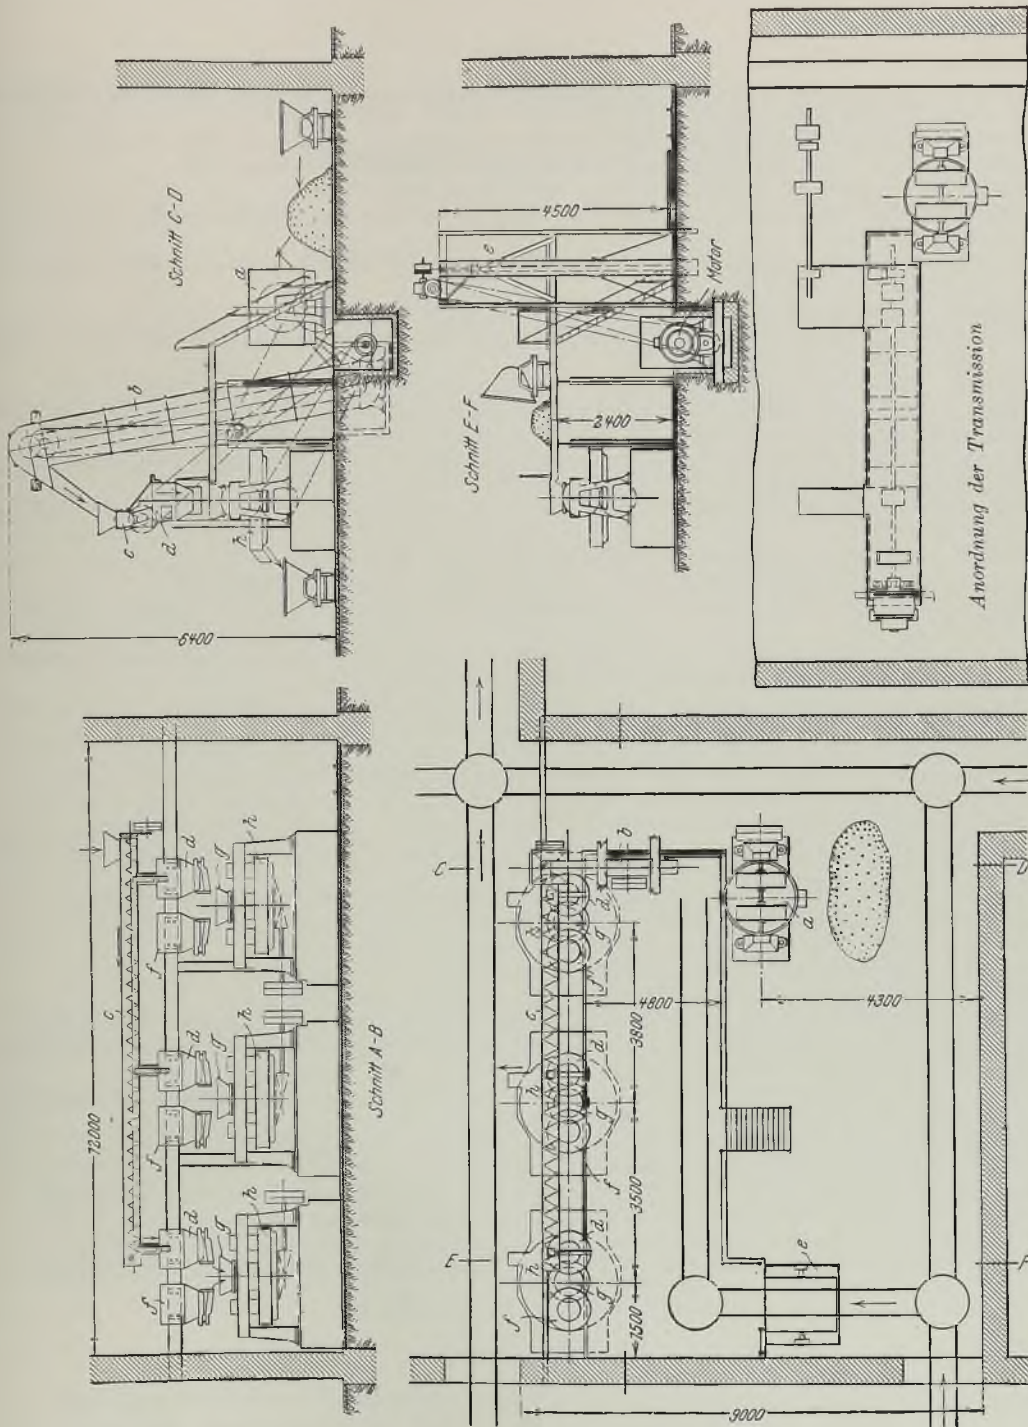 Schnitt C-D
a
b
c
d
h
6400
Schnitt E-F
4500
e
Motor
2400
Anordnung der Transmission
12000
c
d
h
g
f
d
h
g
f
d
h
g
f
Schnitt A-B
C
D
b
a
c
h
d
g
f
4800
4300
3800
h
d
g
f
3500
h
d
g
f
1500
E
F
e
9000